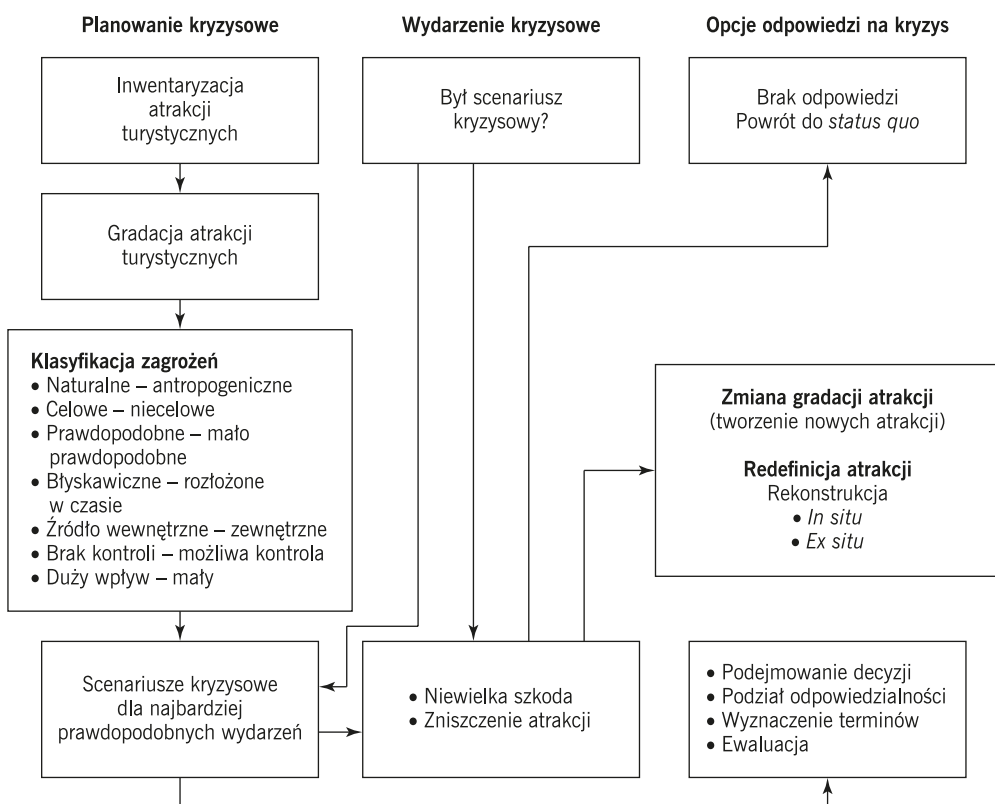 Planowanie kryzysowe
Inwentaryzacja
atrakcji
turystycznych
Gradacja atrakcji
turystycznych
Klasyfikacja zagrożeń
• Naturalne – antropogeniczne
• Celowe – niecelowe
• Prawdopodobne – mało
prawdopodobne
• Błyskawiczne – rozłożone
w czasie
• Źródło wewnętrzne – zewnętrzne
• Brak kontroli – możliwa kontrola
• Duży wpływ – mały
Scenariusze kryzysowe
dla najbardziej
prawdopodobnych wydarzeń
Wydarzenie kryzysowe
Był scenariusz
kryzysowy?
• Niewielka szkoda
• Zniszczenie atrakcji
Opcje odpowiedzi na kryzys
Brak odpowiedzi
Powrót do status quo
Zmiana gradacji atrakcji
(tworzenie nowych atrakcji)
Redefinicja atrakcji
Rekonstrukcja
• In situ
• Ex situ
• Podejmowanie decyzji
• Podział odpowiedzialności
• Wyznaczenie terminów
• Ewaluacja